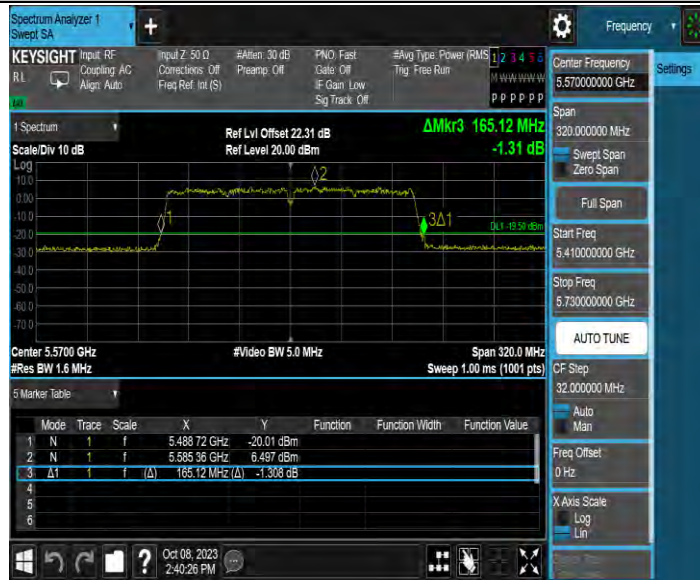 Spectrum Analyzer 1
Swept SA
+
Frequency
KEYSIGHT
RL
Input: RF
Coupling: AC
Align: Auto
Input Z: 50 Ω
Corrections: Off
Freq Ref: Int (S)
#Atten: 30 dB
Preamp: Off
PNO: Fast
Gate: Off
IF Gain: Low
Sig Track: Off
#Avg Type: Power (RMS
Trig: Free Run
1 2 3 4 5 6
M W W W W W
P P P P P P
1 Spectrum
Scale/Div 10 dB
Ref Lvl Offset 22.31 dB
Ref Level 20.00 dBm
ΔMkr3 165.12 MHz
-1.31 dB
Log
10.0
0.00
-10.0
-20.0
-30.0
-40.0
-50.0
-60.0
-70.0
1
2
3Δ1
DL1 -19.50 dBm
Center 5.5700 GHz
#Res BW 1.6 MHz
#Video BW 5.0 MHz
Span 320.0 MHz
Sweep 1.00 ms (1001 pts)
5 Marker Table
Mode Trace Scale X Y Function Function Width Function Value
1 N 1 f 5.488 72 GHz -20.01 dBm
2 N 1 f 5.585 36 GHz 6.497 dBm
3 Δ1 1 f (Δ) 165.12 MHz (Δ) -1.308 dB
4
5
6
?
Oct 08, 2023
2:40:26 PM
Center Frequency
5.570000000 GHz
Settings
Span
320.000000 MHz
Swept Span
Zero Span
Full Span
Start Freq
5.410000000 GHz
Stop Freq
5.730000000 GHz
AUTO TUNE
CF Step
32.000000 MHz
Auto
Man
Freq Offset
0 Hz
X Axis Scale
Log
Lin